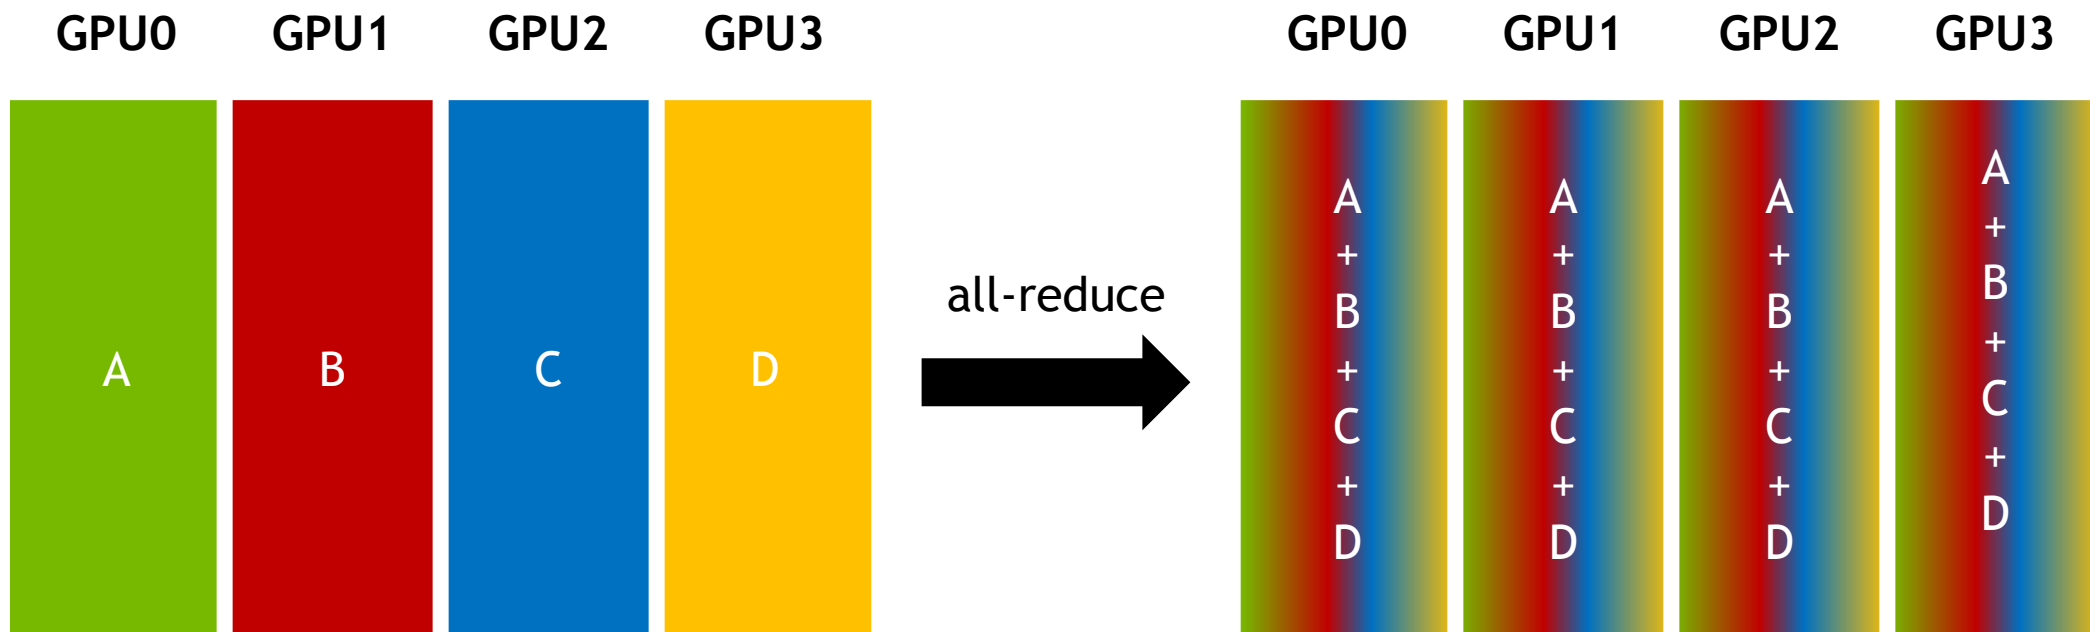 GPU0 GPU1 GPU2 GPU3
A B C D
all-reduce
GPU0 GPU1 GPU2 GPU3
A
+
B
+
C
+
D
A
+
B
+
C
+
D
A
+
B
+
C
+
D
A
+
B
+
C
+
D